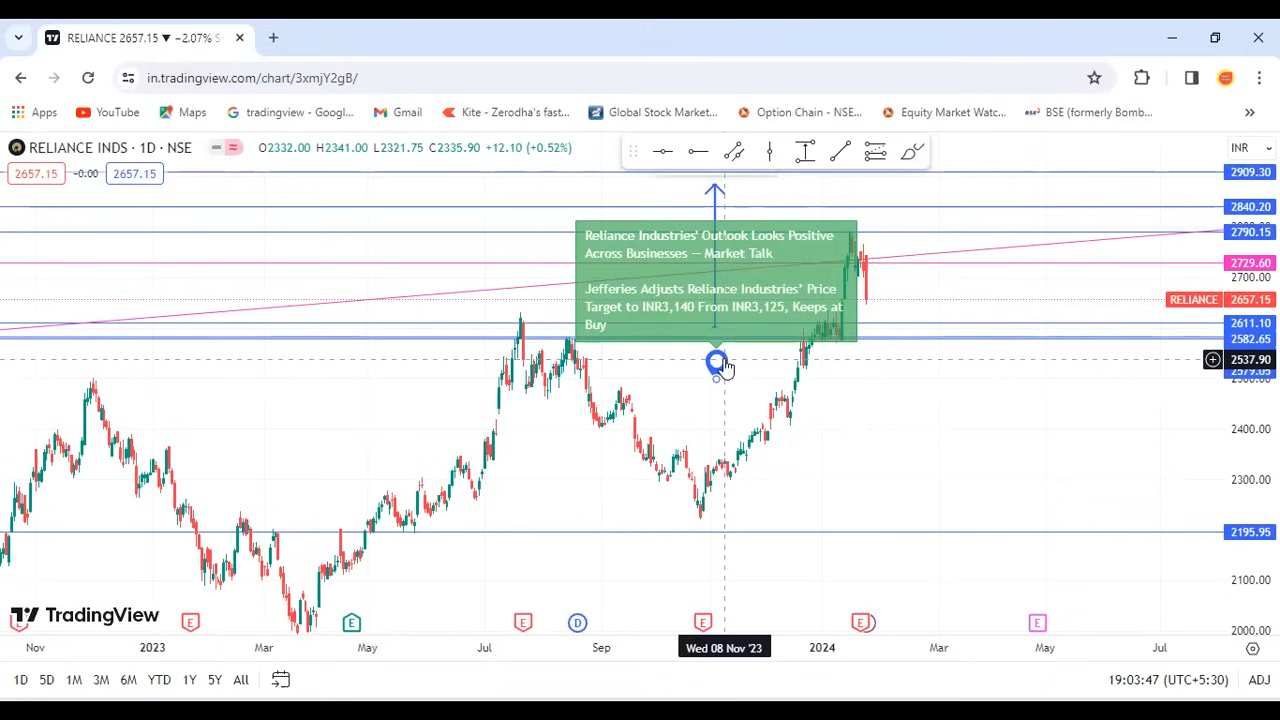 RELIANCE 2657.15 ▼ −2.07%
in.tradingview.com/chart/3xmjY2gB/
Apps YouTube Maps tradingview - Googl... Gmail Kite - Zerodha's fast... Global Stock Market... Option Chain - NSE... Equity Market Watc... BSE (formerly Bomb...
RELIANCE INDS · 1D · NSE O2332.00 H2341.00 L2321.75 C2335.90 +12.10 (+0.52%) INR
2657.15 −0.00 2657.15
2909.30
2840.20
2790.15
2729.60
2700.00
RELIANCE 2657.15
2611.10
2582.65
2537.90
2400.00
2300.00
2195.95
2100.00
2000.00
Reliance Industries' Outlook Looks Positive
Across Businesses — Market Talk
Jefferies Adjusts Reliance Industries’ Price
Target to INR3,140 From INR3,125, Keeps at
Buy
TradingView
E E E D E E E
Nov 2023 Mar May Jul Sep Wed 08 Nov '23 2024 Mar May Jul
1D 5D 1M 3M 6M YTD 1Y 5Y All 19:03:47 (UTC+5:30) ADJ